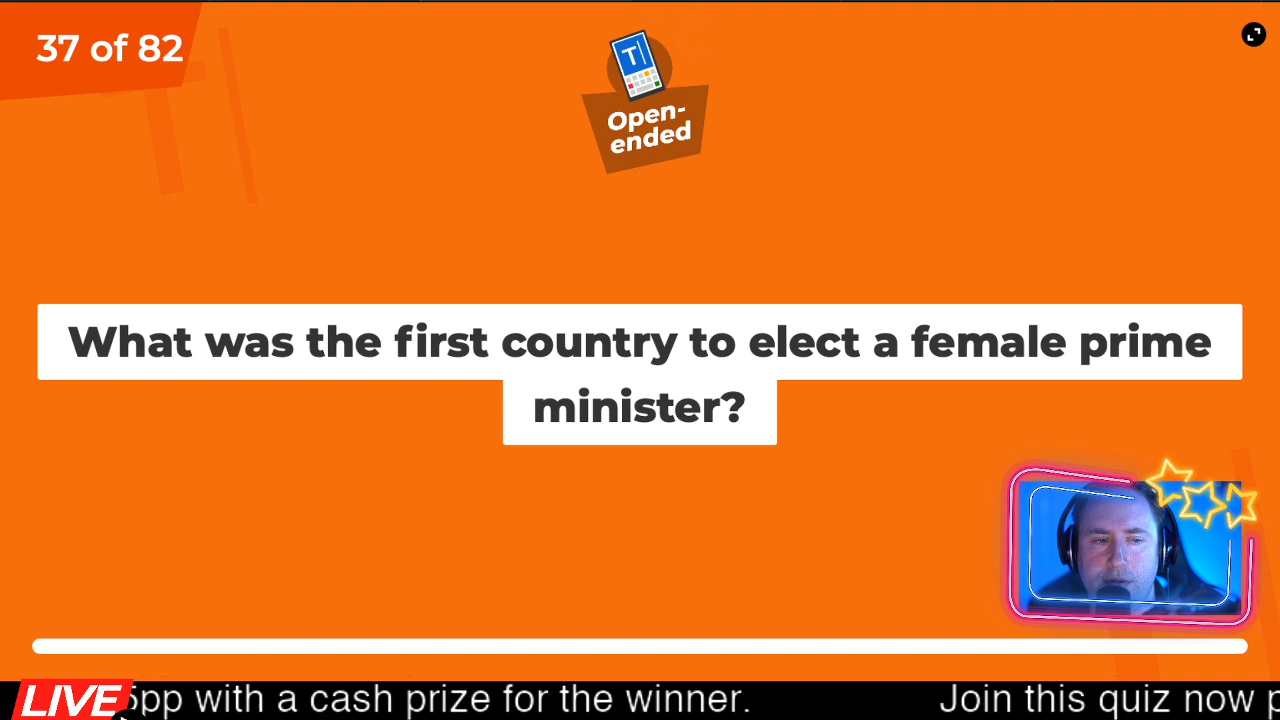 37 of 82
T
Open-
ended
What was the first country to elect a female prime
minister?
LIVE
5pp with a cash prize for the winner. Join this quiz now